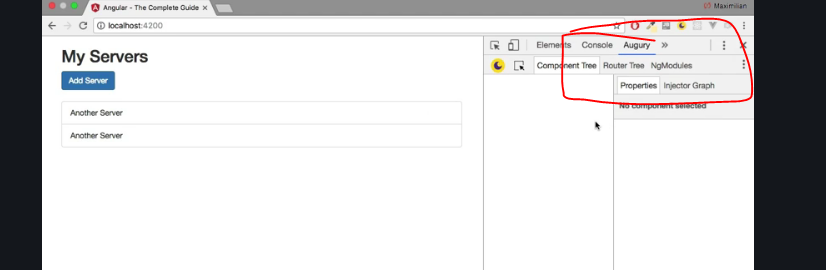 Angular - The Complete Guide
Maximilian
localhost:4200
My Servers
Add Server
Another Server
Another Server
Elements Console Augury
Component Tree Router Tree NgModules
Properties Injector Graph
No component selected